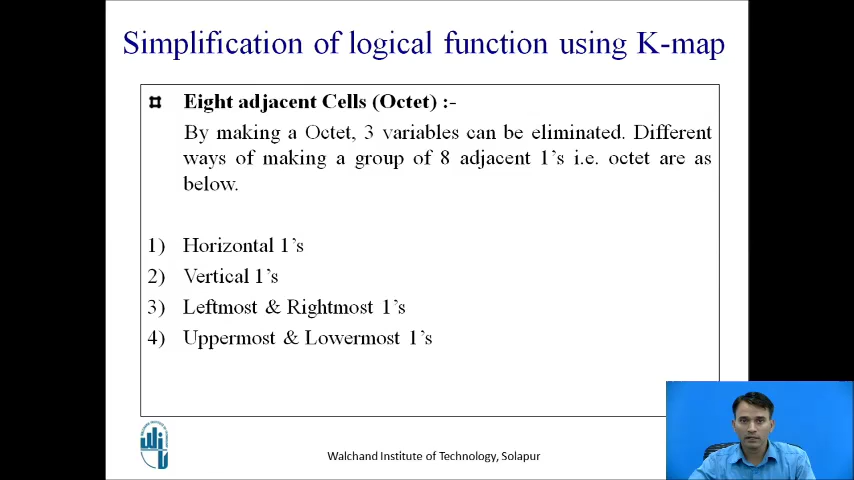 Simplification of logical function using K-map
Eight adjacent Cells (Octet) :-
By making a Octet, 3 variables can be eliminated. Different
ways of making a group of 8 adjacent 1's i.e. octet are as
below.
1) Horizontal 1's
2) Vertical 1's
3) Leftmost & Rightmost 1's
4) Uppermost & Lowermost 1's
Walchand Institute of Technology, Solapur